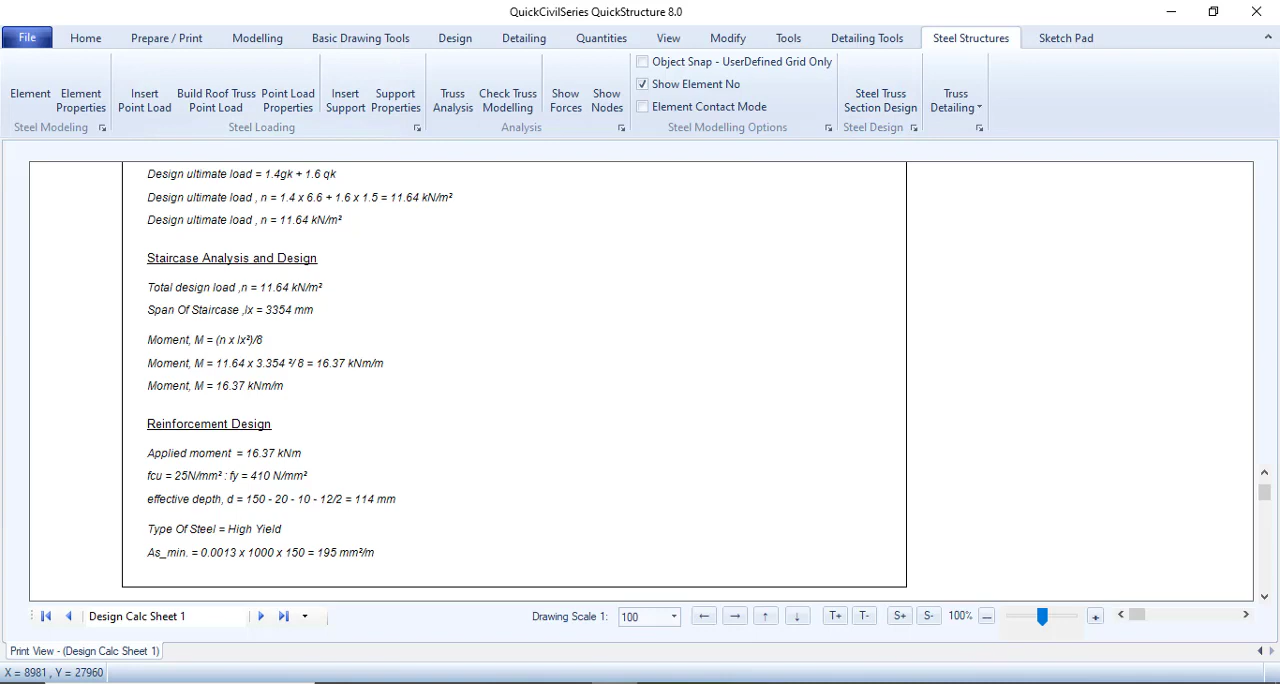 QuickCivilSeries QuickStructure 8.0
File Home Prepare / Print Modelling Basic Drawing Tools Design Detailing Quantities View Modify Tools Detailing Tools Steel Structures Sketch Pad
Element
Element Properties
Steel Modeling
Insert Point Load
Build Roof Truss Point Load
Point Load Properties
Insert Support
Support Properties
Steel Loading
Truss Analysis
Check Truss Modelling
Show Forces
Show Nodes
Analysis
Object Snap - UserDefined Grid Only
Show Element No
Element Contact Mode
Steel Modelling Options
Steel Truss Section Design
Steel Design
Truss Detailing
Design ultimate load = 1.4gk + 1.6 qk
Design ultimate load , n = 1.4 x 6.6 + 1.6 x 1.5 = 11.64 kN/m²
Design ultimate load , n = 11.64 kN/m²
Staircase Analysis and Design
Total design load ,n = 11.64 kN/m²
Span Of Staircase ,lx = 3354 mm
Moment, M = (n x lx²)/8
Moment, M = 11.64 x 3.354 ²/ 8 = 16.37 kNm/m
Moment, M = 16.37 kNm/m
Reinforcement Design
Applied moment = 16.37 kNm
fcu = 25N/mm² : fy = 410 N/mm²
effective depth, d = 150 - 20 - 10 - 12/2 = 114 mm
Type Of Steel = High Yield
As_min. = 0.0013 x 1000 x 150 = 195 mm²/m
Design Calc Sheet 1
Drawing Scale 1: 100
← → ↑ ↓ T+ T- S+ S- 100%
Print View - (Design Calc Sheet 1)
X = 8981 , Y = 27960